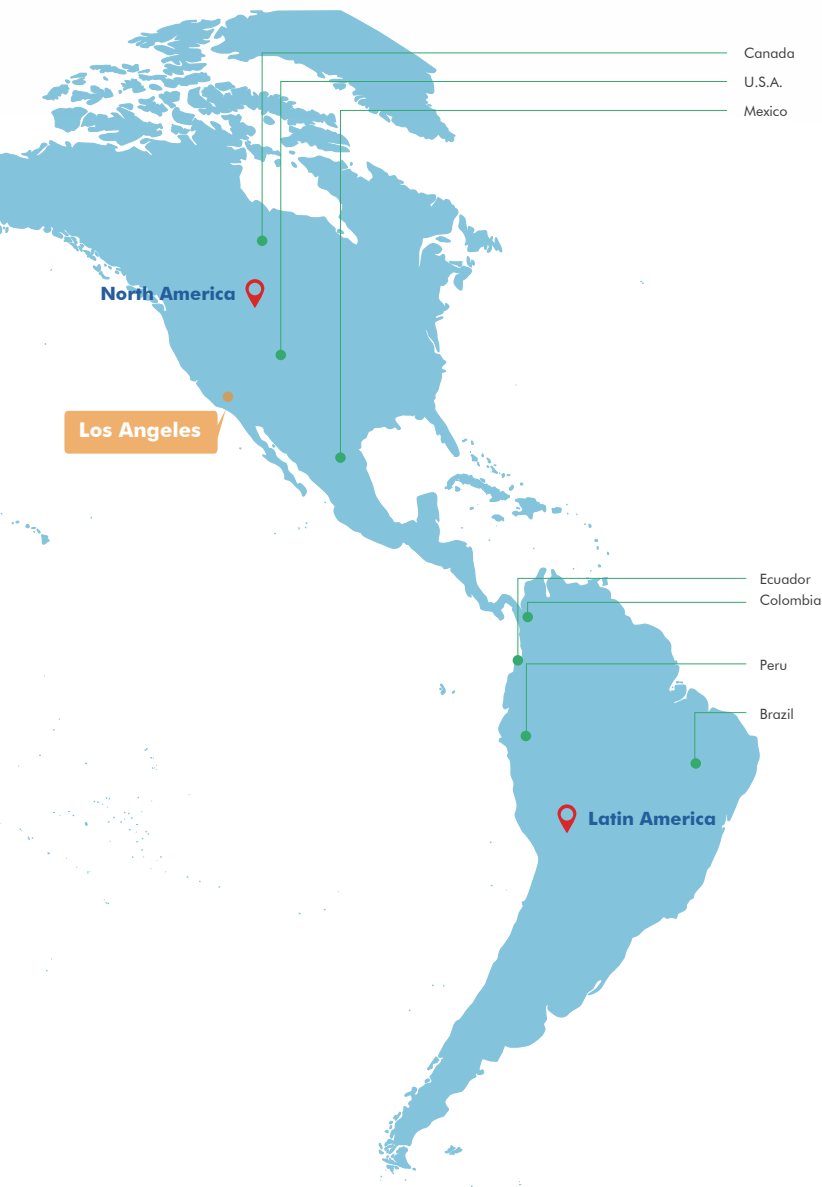 Canada
U.S.A.
Mexico
North America
Los Angeles
Ecuador
Colombia
Peru
Brazil
Latin America